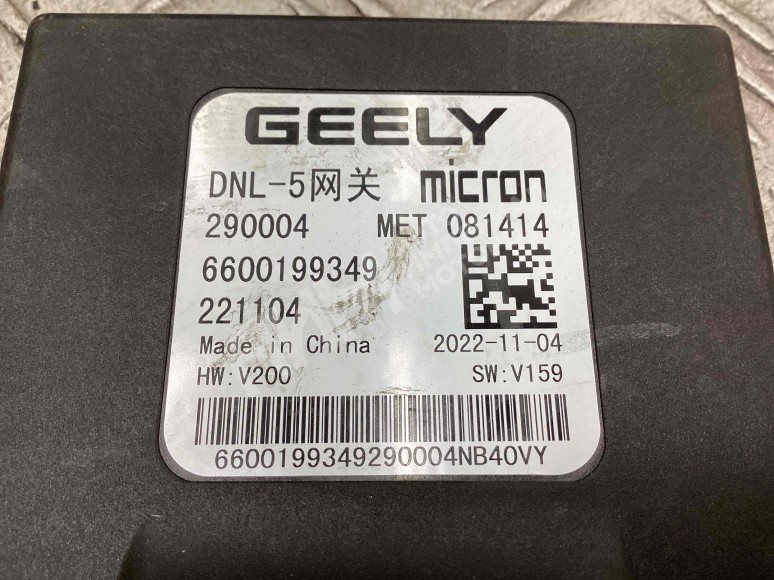 GEELY
DNL-5网关 micron
290004 MET 081414
6600199349
221104
Made in China 2022-11-04
HW:V200 SW:V159
6600199349290004NB40VY